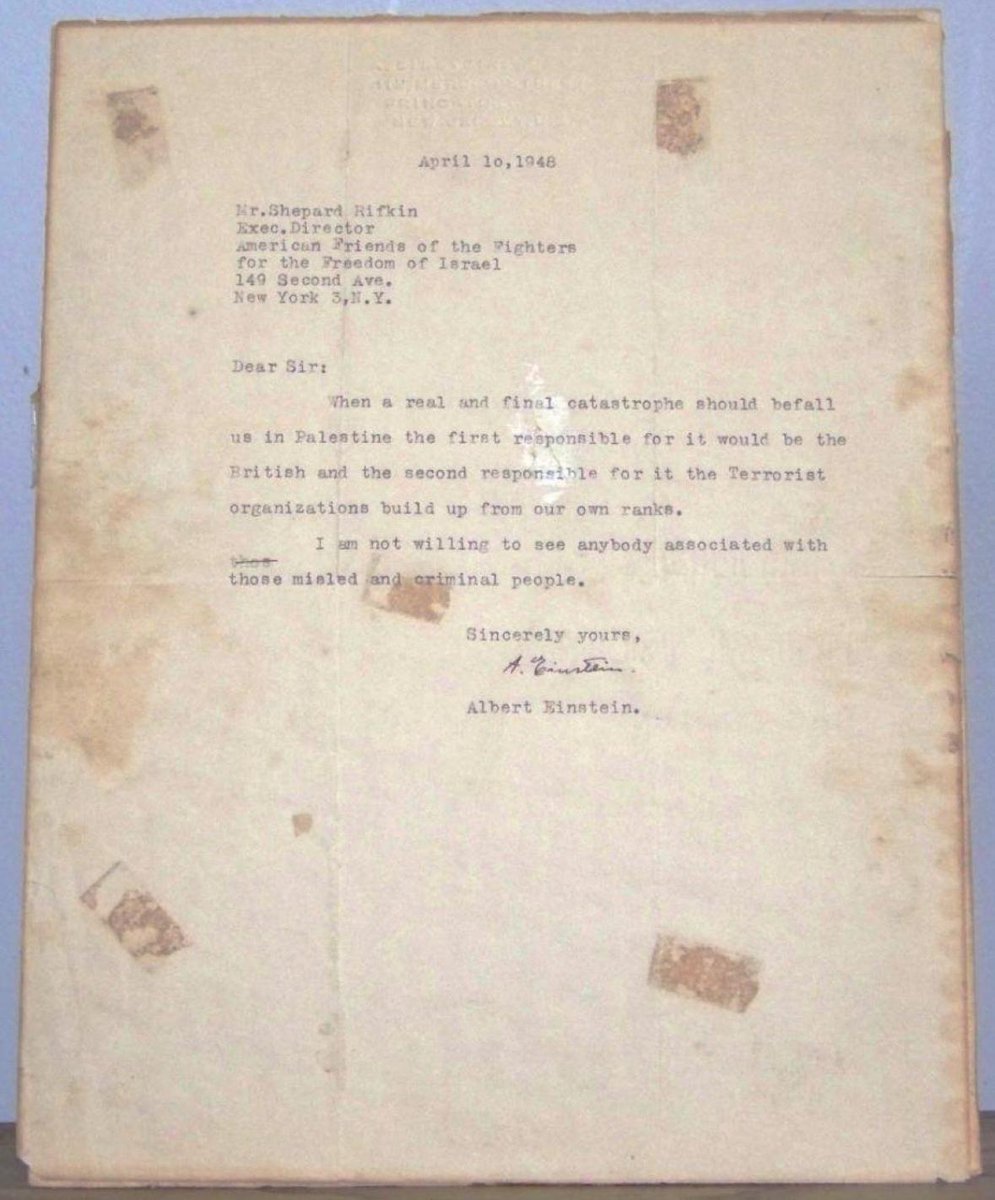 April 1o,1948
Mr.Shepard Rifkin
Exec.Director
American Friends of the Fighters
for the Freedom of Israel
149 Second Ave.
New York 3,N.Y.
Dear Sir:
When a real and final catastrophe should befall
us in Palestine the first responsible for it would be the
British and the second responsible for it the Terrorist
organizations build up from our own ranks.
I am not willing to see anybody associated with
thos
those misled and criminal people.
Sincerely yours,
A. Einstein.
Albert Einstein.